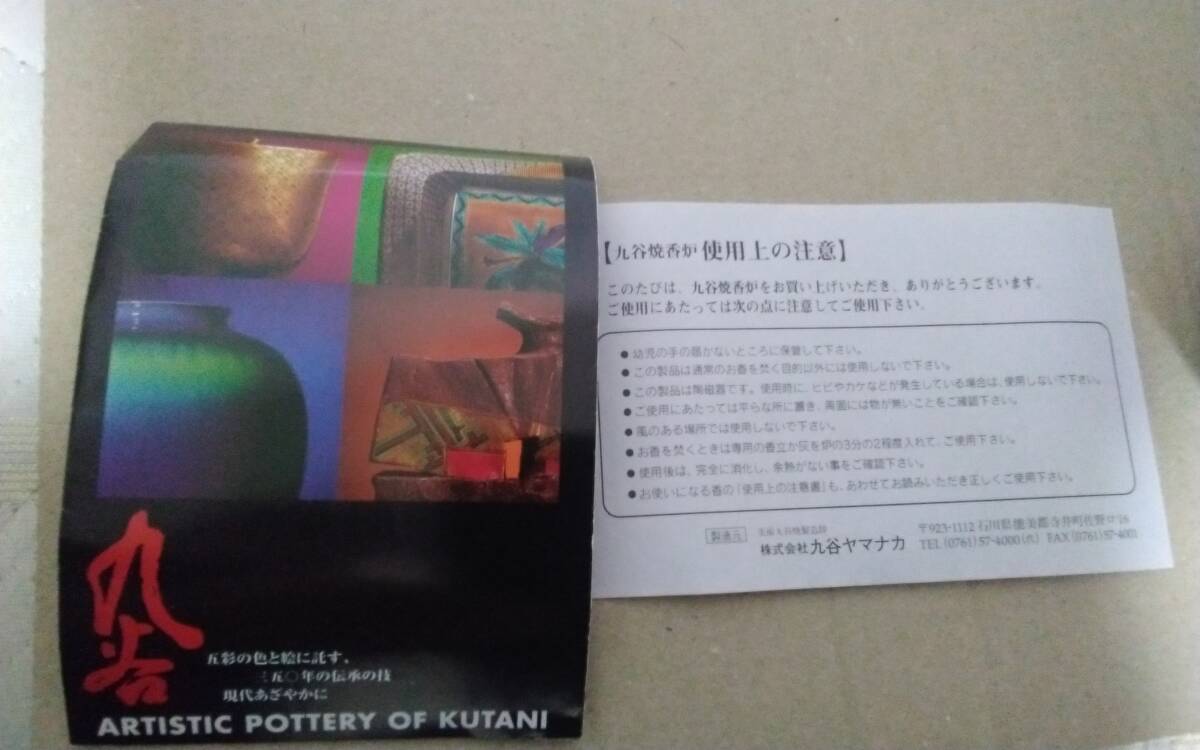 九谷
五彩の色と絵に託す、
三五〇年の伝承の技
現代あざやかに
ARTISTIC POTTERY OF KUTANI
【九谷焼香炉 使用上の注意】
このたびは、九谷焼香炉をお買い上げいただき、ありがとうございます。
ご使用にあたっては次の点に注意してご使用下さい。
●幼児の手の届かないところに保管して下さい。
●この製品は通常のお香を焚く目的以外には使用しないで下さい。
●この製品は陶磁器です。使用時に、ヒビやカケなどが発生している場合は、使用しないで下さい。
●ご使用にあたっては平らな所に置き、周囲には物が無いことをご確認下さい。
●風のある場所では使用しないで下さい。
●お香を焚くときは専用の香立か灰を炉の3分の2程度入れて、ご使用下さい。
●使用後は、完全に消化し、余熱がない事をご確認下さい。
●お使いになる香の「使用上の注意書」も、あわせてお読みいただき正しくご使用下さい。
製造元
株式会社 九谷ヤマナカ
〒923-1112 石川県能美郡寺井町佐野ロ18
TEL (0761) 57-4000 ㈹ FAX (0761) 57-4001